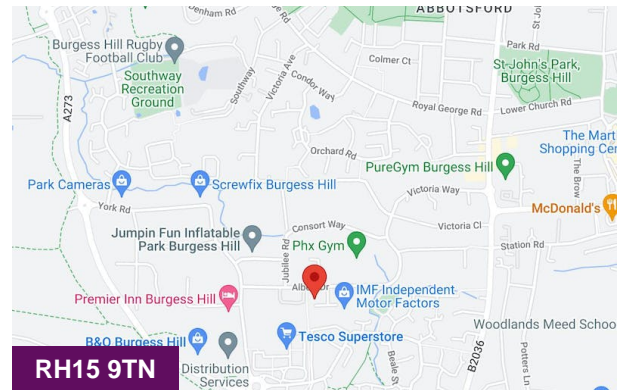 ABBOTSFORD
Denham Rd
Burgess Hill Rugby
Football Club
Southway
Recreation
Ground
Southway
Victoria Ave
Condor Way
Colmer Ct
Park Rd
St John's Rd
St-John's Park,
Burgess Hill
Royal George Rd
Lower Church Rd
A273
Orchard Rd
The Mart
Shopping Cen
PureGym Burgess Hill
The Brow
Park Cameras
Screwfix Burgess Hill
Victoria Way
McDonald's
York Rd
Consort Way
Victoria Cl
Station Rd
Jumpin Fun Inflatable
Park Burgess Hill
Jubilee Rd
Phx Gym
Premier Inn Burgess Hill
IMF Independent
Motor Factors
B&Q Burgess Hill
Tesco Superstore
Woodlands Meed Schoo
Distribution
Services
Beale St
B2036
Potters Ln
RH15 9TN